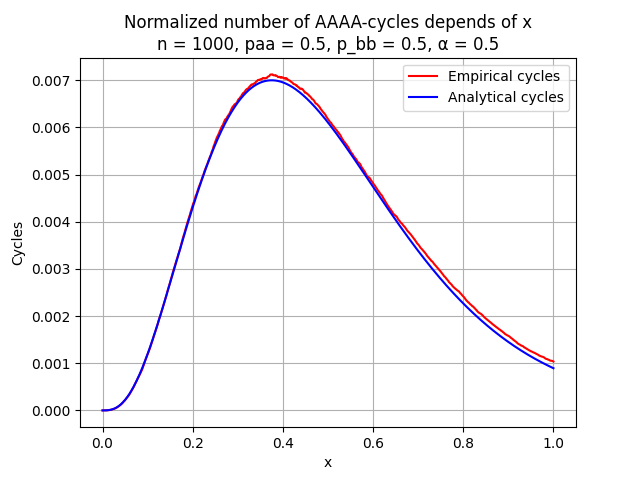 Normalized number of AAAA-cycles depends of x
n = 1000, paa = 0.5, p_bb = 0.5, α = 0.5
Empirical cycles
Analytical cycles
0.007
0.006
0.005
0.004
0.003
0.002
0.001
0.000
Cycles
0.0 0.2 0.4 0.6 0.8 1.0
x